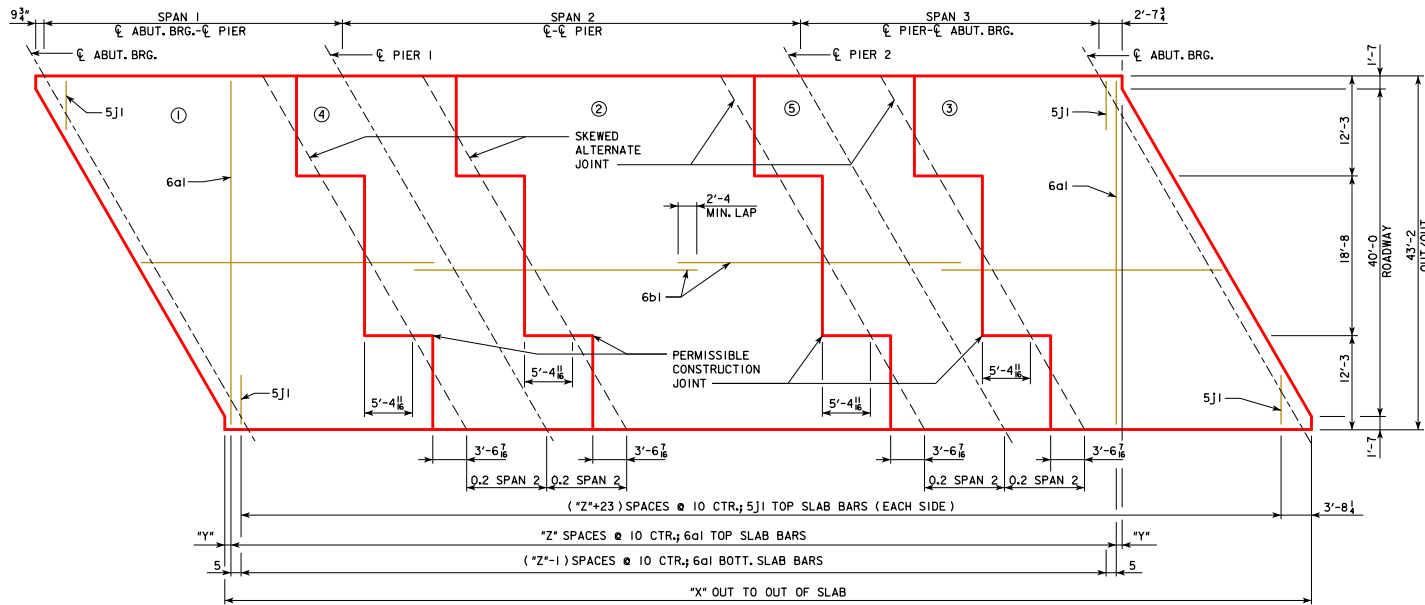 9¾"
SPAN 1
℄ ABUT. BRG.-℄ PIER
SPAN 2
℄-℄ PIER
SPAN 3
℄ PIER-℄ ABUT. BRG.
2'-7¾
℄ ABUT. BRG.
℄ PIER 1
℄ PIER 2
℄ ABUT. BRG.
1'-7
5j1
①
④
②
⑤
③
5j1
SKEWED
ALTERNATE
JOINT
12'-3
6a1
6a1
2'-4
MIN. LAP
18'-8
40'-0
ROADWAY
43'-2
OUT/OUT
6b1
PERMISSIBLE
CONSTRUCTION
JOINT
5'-4 11/16
5'-4 11/16
5'-4 11/16
5'-4 11/16
12'-3
5j1
5j1
1'-7
3'-6 7/16
3'-6 7/16
3'-6 7/16
3'-6 7/16
0.2 SPAN 2
0.2 SPAN 2
0.2 SPAN 2
0.2 SPAN 2
("Z"+23) SPACES @ 10 CTR.; 5j1 TOP SLAB BARS (EACH SIDE)
3'-8¼
"Y"
"Z" SPACES @ 10 CTR.; 6a1 TOP SLAB BARS
"Y"
5
("Z"-1) SPACES @ 10 CTR.; 6a1 BOTT. SLAB BARS
5
"X" OUT TO OUT OF SLAB